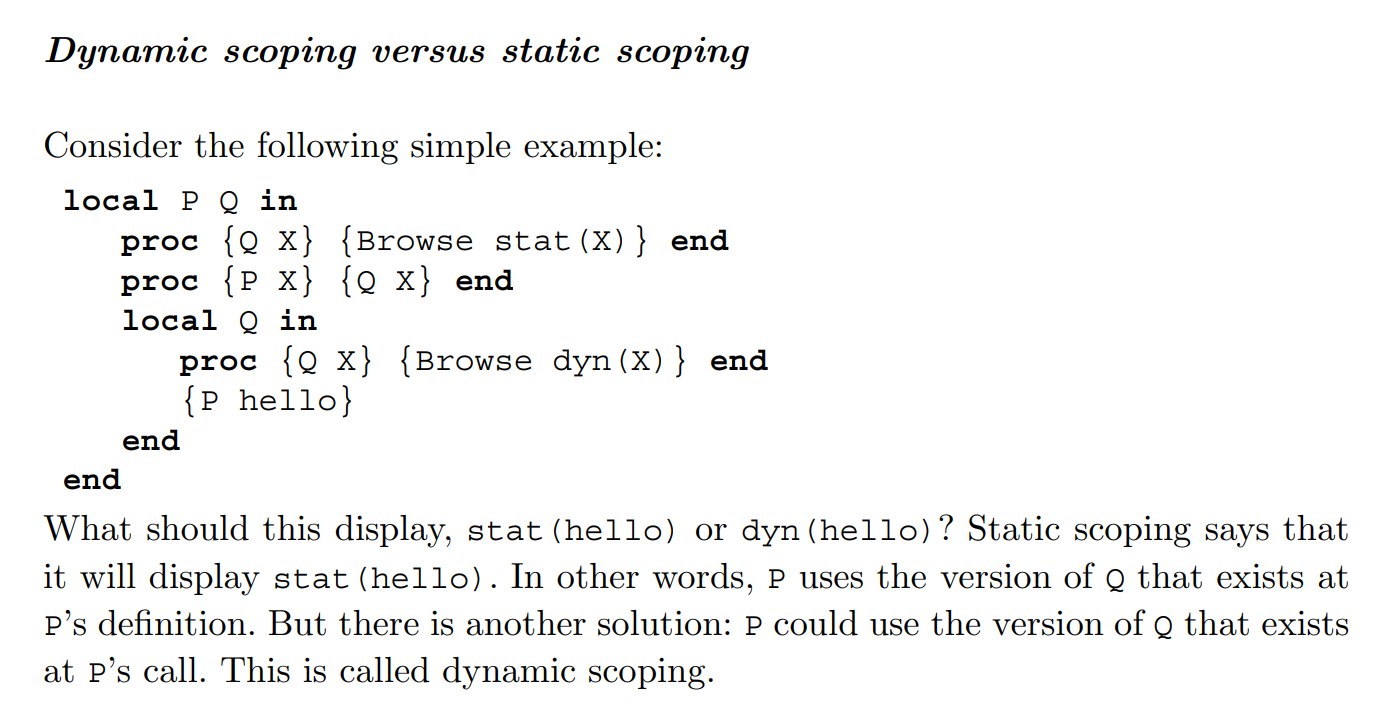 Dynamic scoping versus static scoping
Consider the following simple example:
local P Q in
   proc {Q X} {Browse stat(X)} end
   proc {P X} {Q X} end
   local Q in
      proc {Q X} {Browse dyn(X)} end
      {P hello}
   end
end
What should this display, stat(hello) or dyn(hello)? Static scoping says that
it will display stat(hello). In other words, P uses the version of Q that exists at
P’s definition. But there is another solution: P could use the version of Q that exists
at P’s call. This is called dynamic scoping.